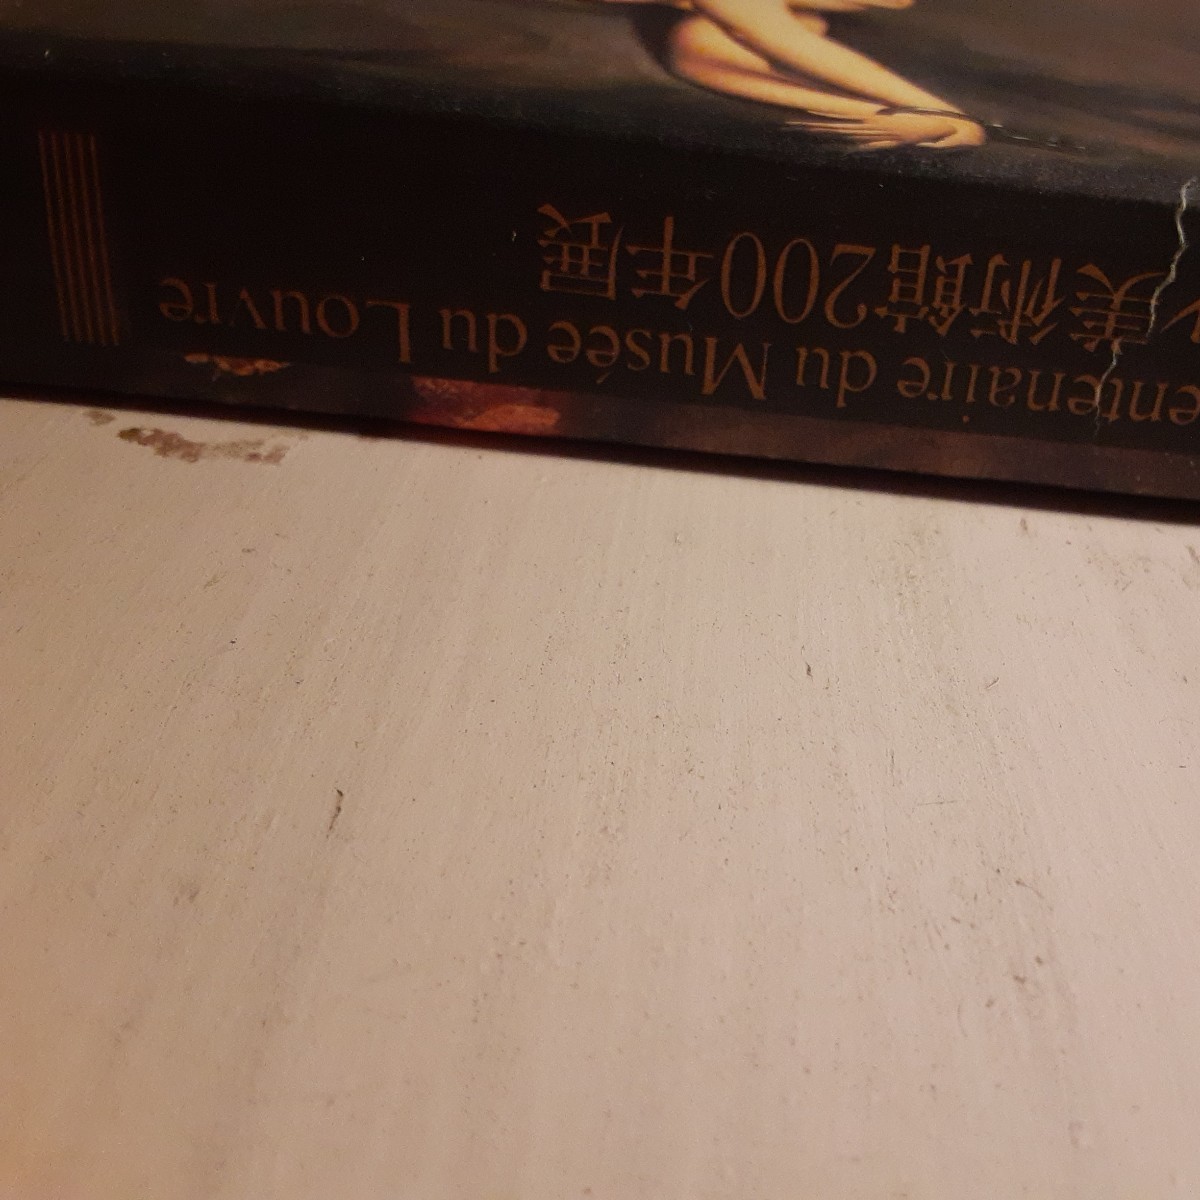 entenaire du Musée du Louvre
美術館200年展